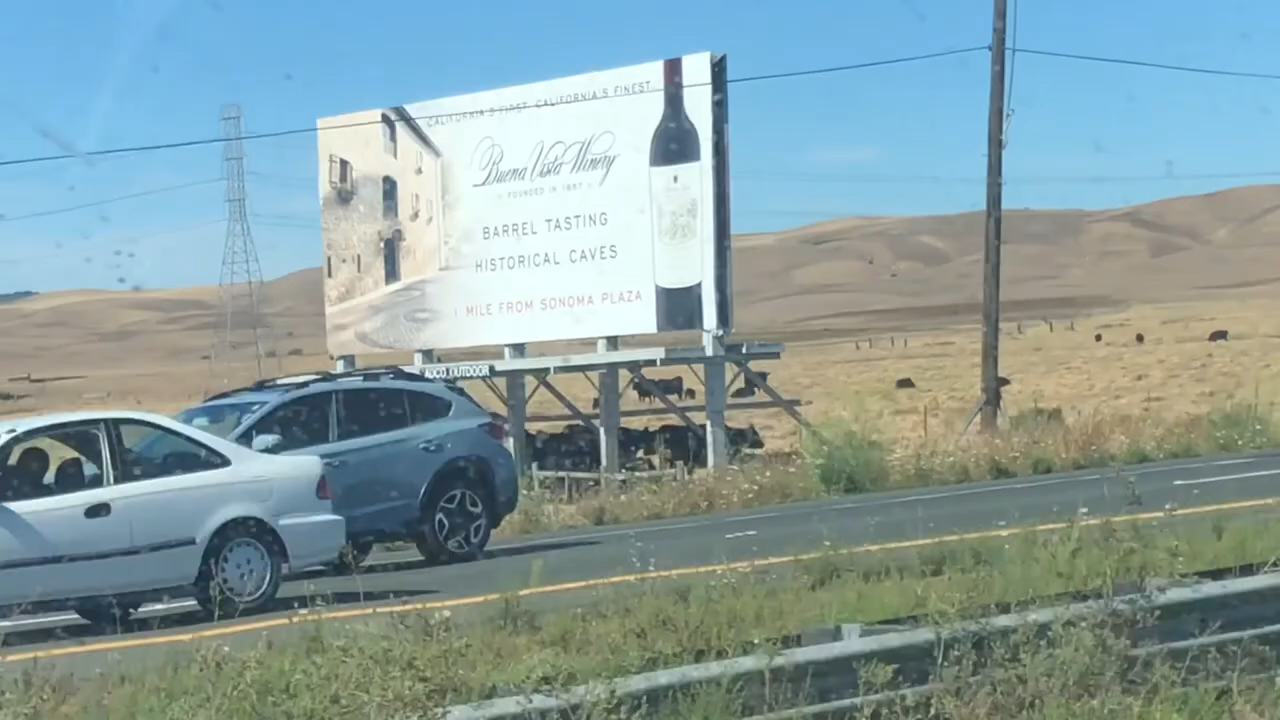 CALIFORNIA'S FIRST. CALIFORNIA'S FINEST.
Buena Vista Winery
FOUNDED IN 1857
BARREL TASTING
HISTORICAL CAVES
1 MILE FROM SONOMA PLAZA
ADCO OUTDOOR